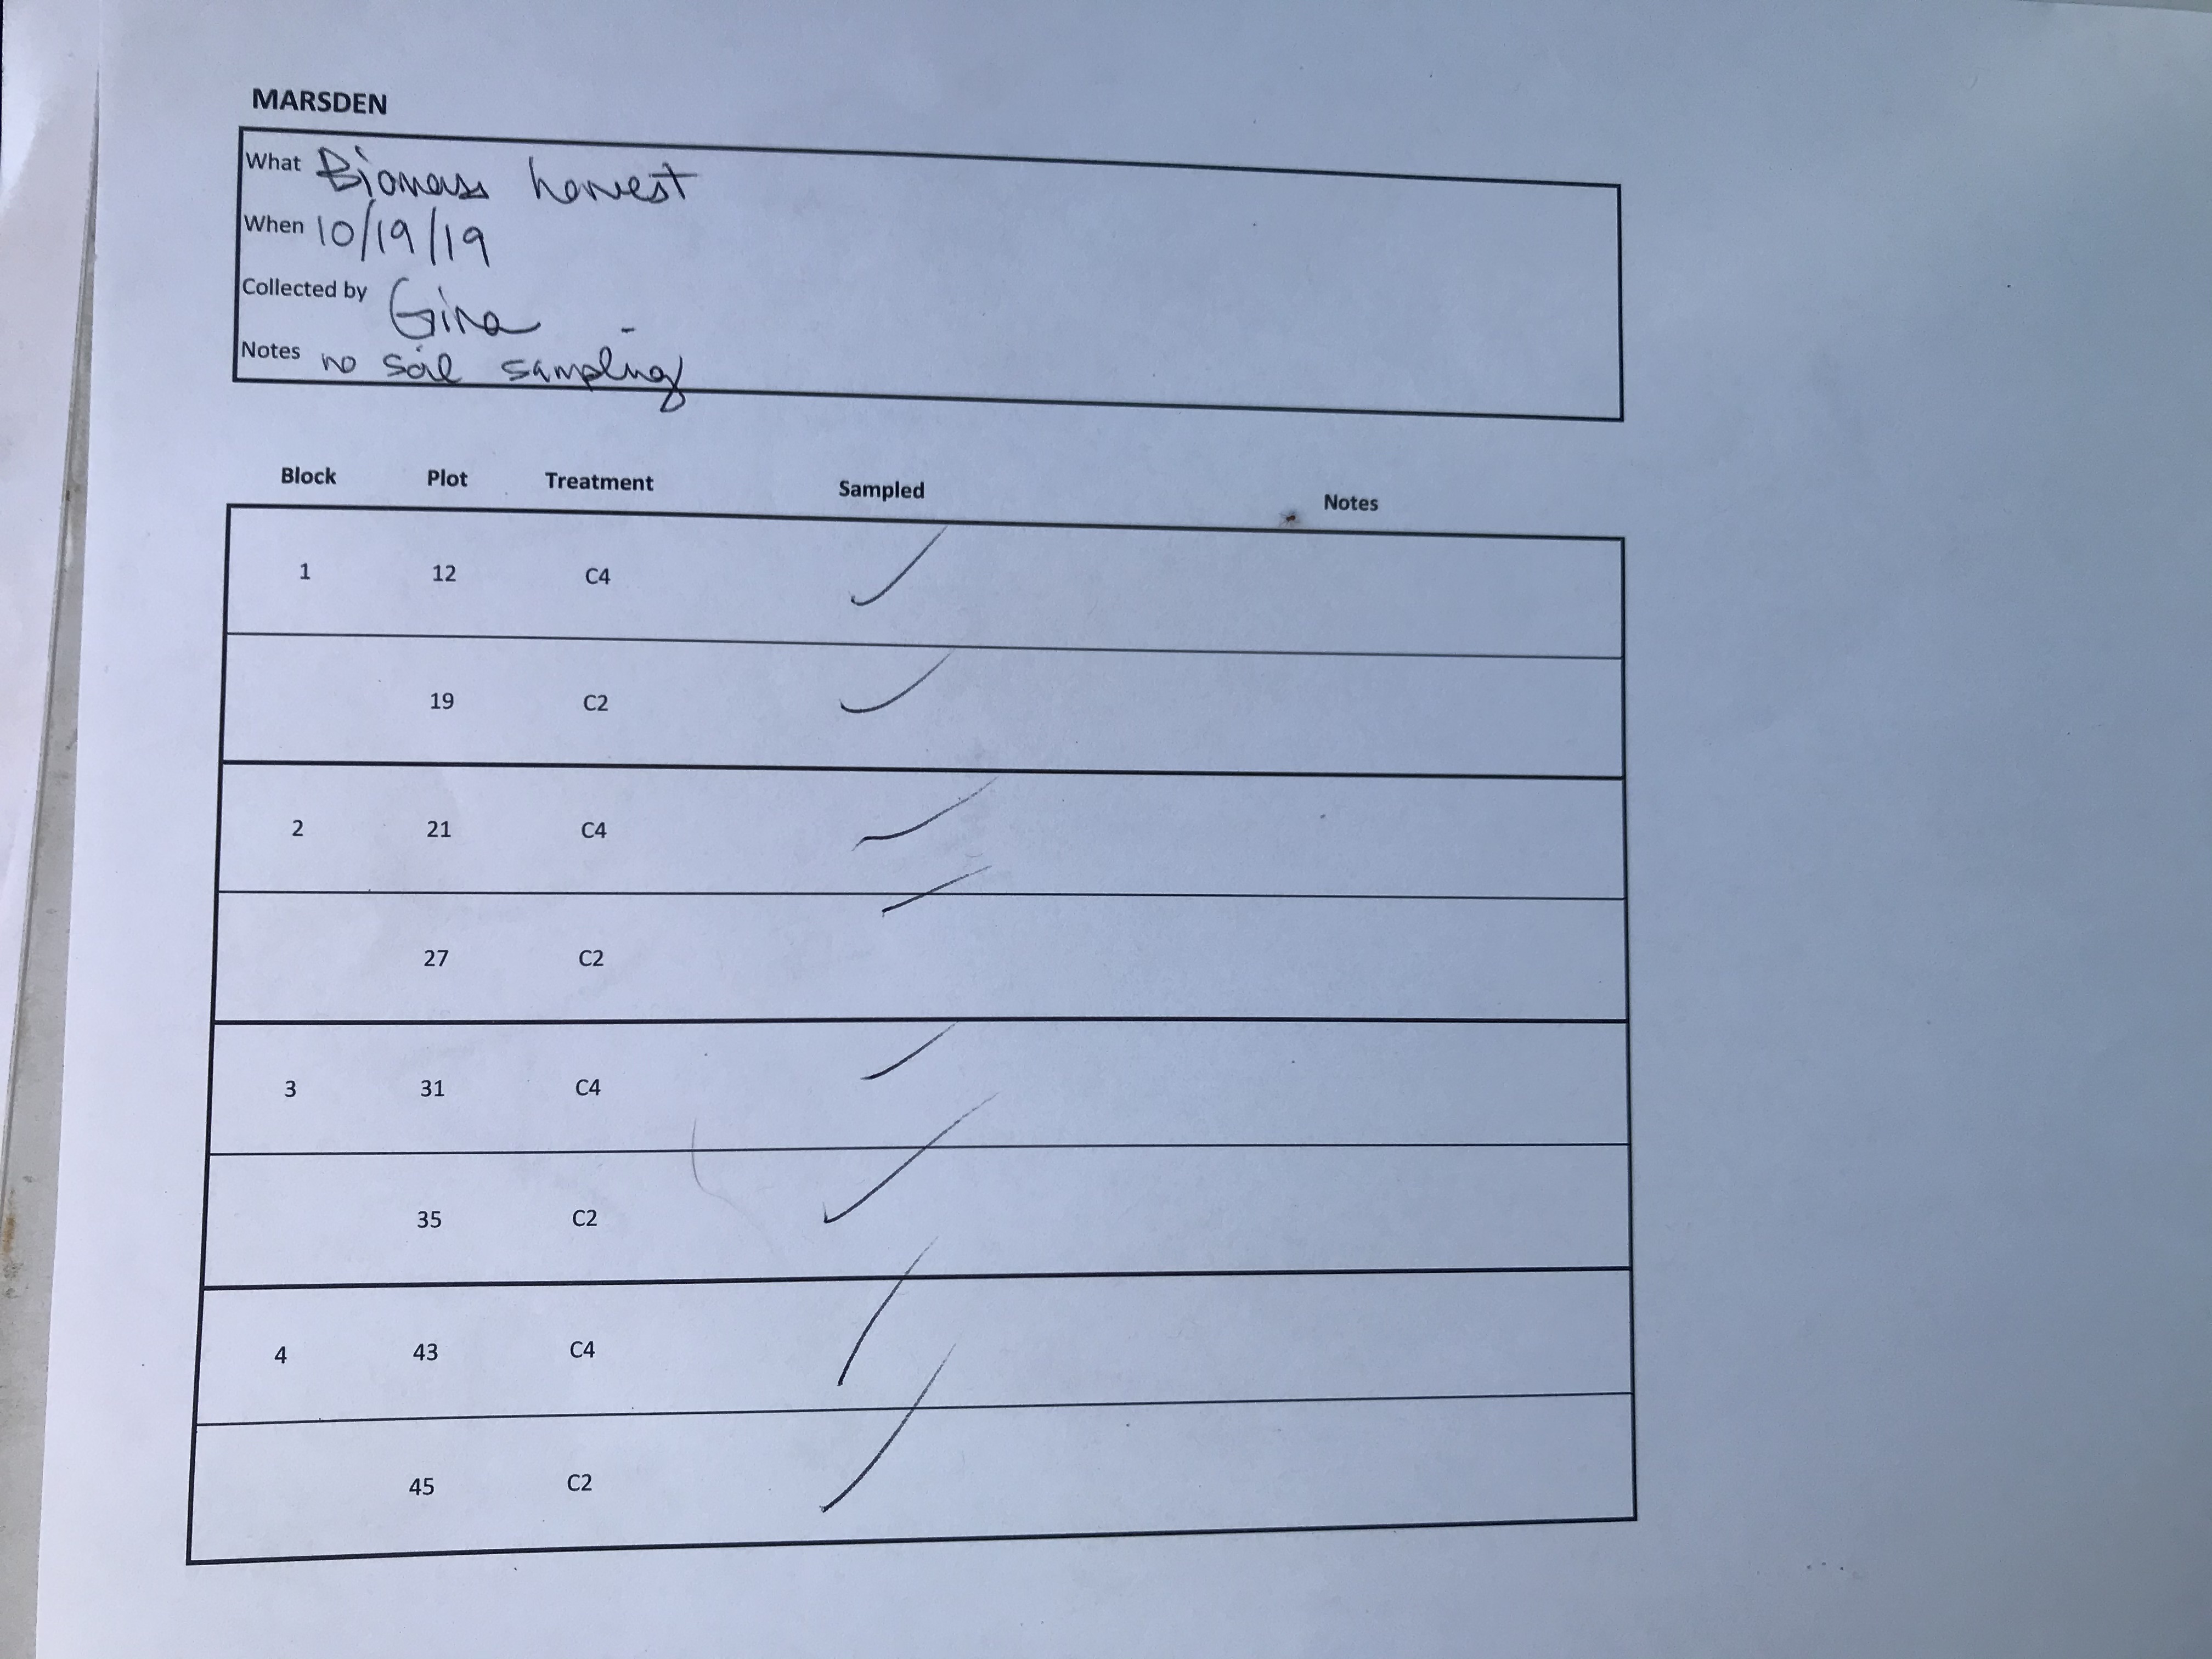 MARSDEN
What Biomass harvest
When 10/19/19
Collected by Gina
Notes no soil sampling
Block Plot Treatment Sampled Notes
1 12 C4 ✓
19 C2 ✓
2 21 C4 ✓
27 C2 ✓
3 31 C4 ✓
35 C2 ✓
4 43 C4 ✓
45 C2 ✓